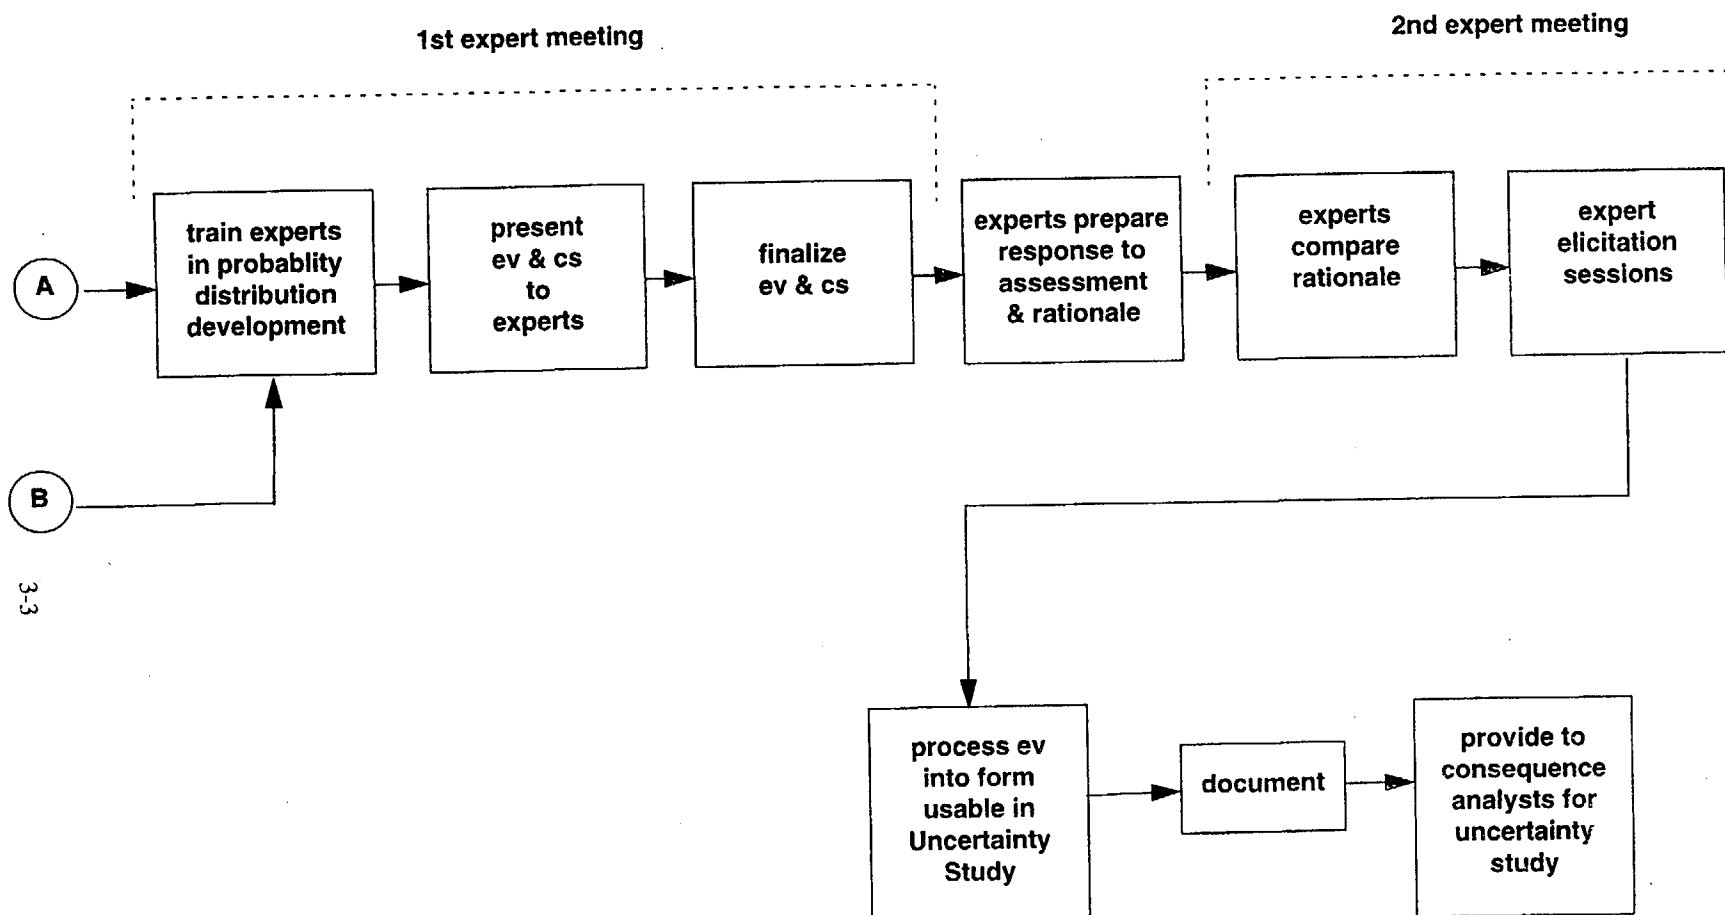 1st expert meeting
2nd expert meeting
A
train experts
in probablity
distribution
development
present
ev & cs
to
experts
finalize
ev & cs
experts prepare
response to
assessment
& rationale
experts
compare
rationale
expert
elicitation
sessions
B
3-3
process ev
into form
usable in
Uncertainty
Study
document
provide to
consequence
analysts for
uncertainty
study